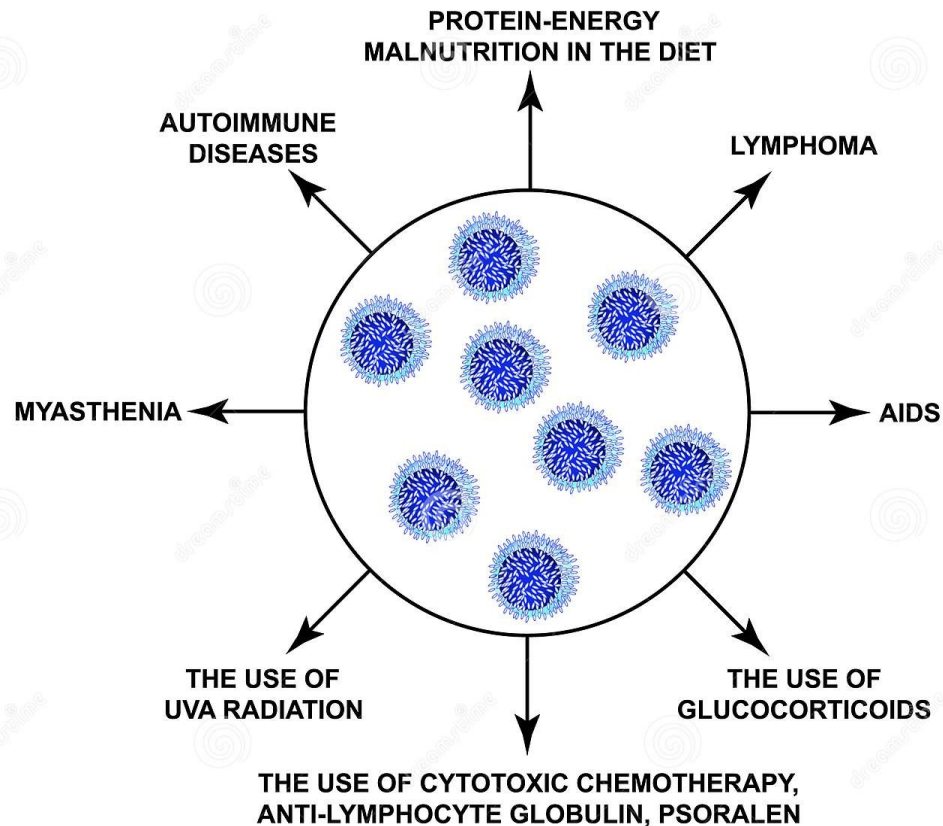 PROTEIN-ENERGY
MALNUTRITION IN THE DIET
AUTOIMMUNE
DISEASES
LYMPHOMA
MYASTHENIA
AIDS
THE USE OF
UVA RADIATION
THE USE OF
GLUCOCORTICOIDS
THE USE OF CYTOTOXIC CHEMOTHERAPY,
ANTI-LYMPHOCYTE GLOBULIN, PSORALEN
dreamstime